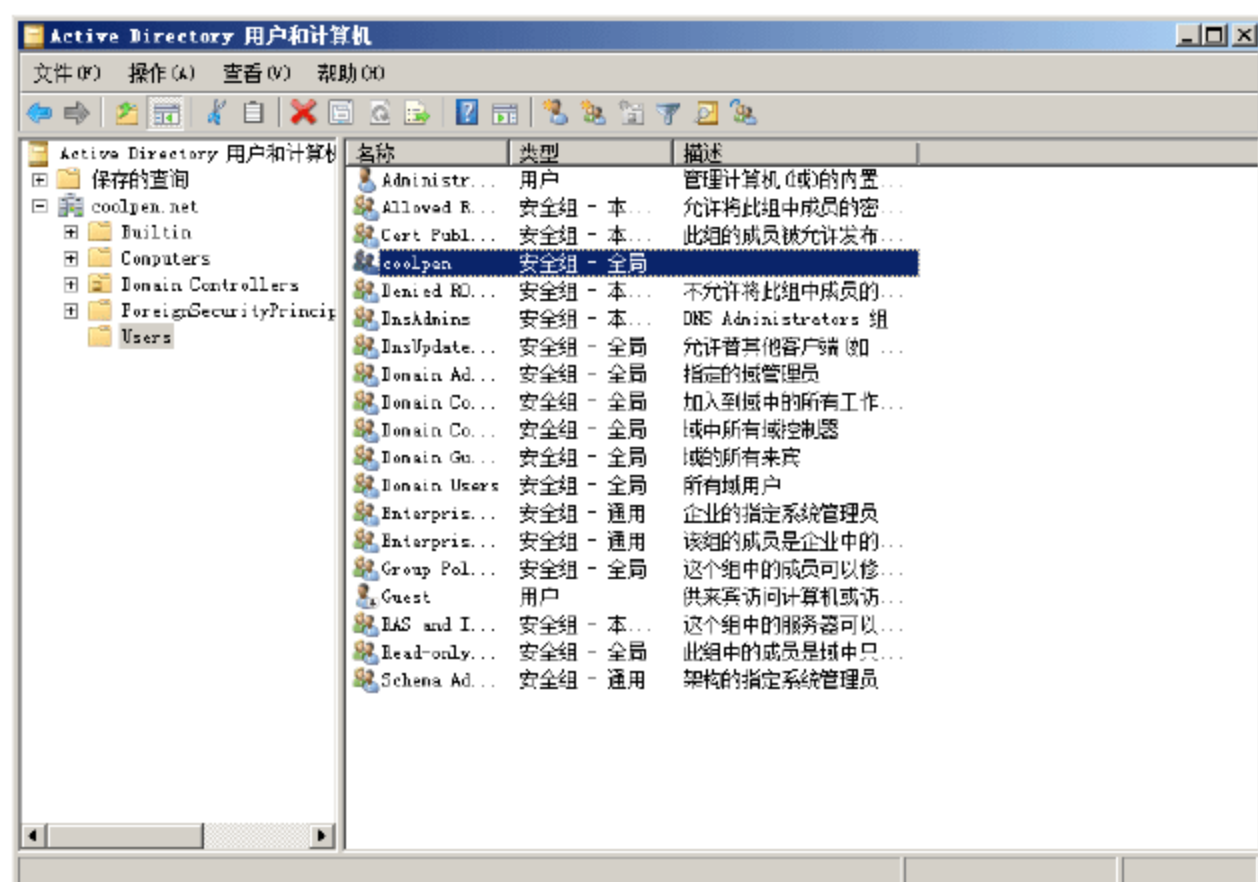 Active Directory 用户和计算机
文件(F) 操作(A) 查看(V) 帮助(H)
Active Directory 用户和计算机
保存的查询
coolpen.net
Builtin
Computers
Domain Controllers
ForeignSecurityPrincip
Users
名称 类型 描述
Administr... 用户 管理计算机(域)的内置...
Allowed R... 安全组 - 本... 允许将此组中成员的密...
Cert Publ... 安全组 - 本... 此组的成员被允许发布...
coolpen 安全组 - 全局
Denied RO... 安全组 - 本... 不允许将此组中成员的...
DnsAdmins 安全组 - 本... DNS Administrators 组
DnsUpdate... 安全组 - 全局 允许替其他客户端(如 ...
Domain Ad... 安全组 - 全局 指定的域管理员
Domain Co... 安全组 - 全局 加入到域中的所有工作...
Domain Co... 安全组 - 全局 域中所有域控制器
Domain Gu... 安全组 - 全局 域的所有来宾
Domain Users 安全组 - 全局 所有域用户
Enterpris... 安全组 - 通用 企业的指定系统管理员
Enterpris... 安全组 - 通用 该组的成员是企业中的...
Group Pol... 安全组 - 全局 这个组中的成员可以修...
Guest 用户 供来宾访问计算机或访...
RAS and I... 安全组 - 本... 这个组中的服务器可以...
Read-only... 安全组 - 全局 此组中的成员是域中只...
Schema Ad... 安全组 - 通用 架构的指定系统管理员